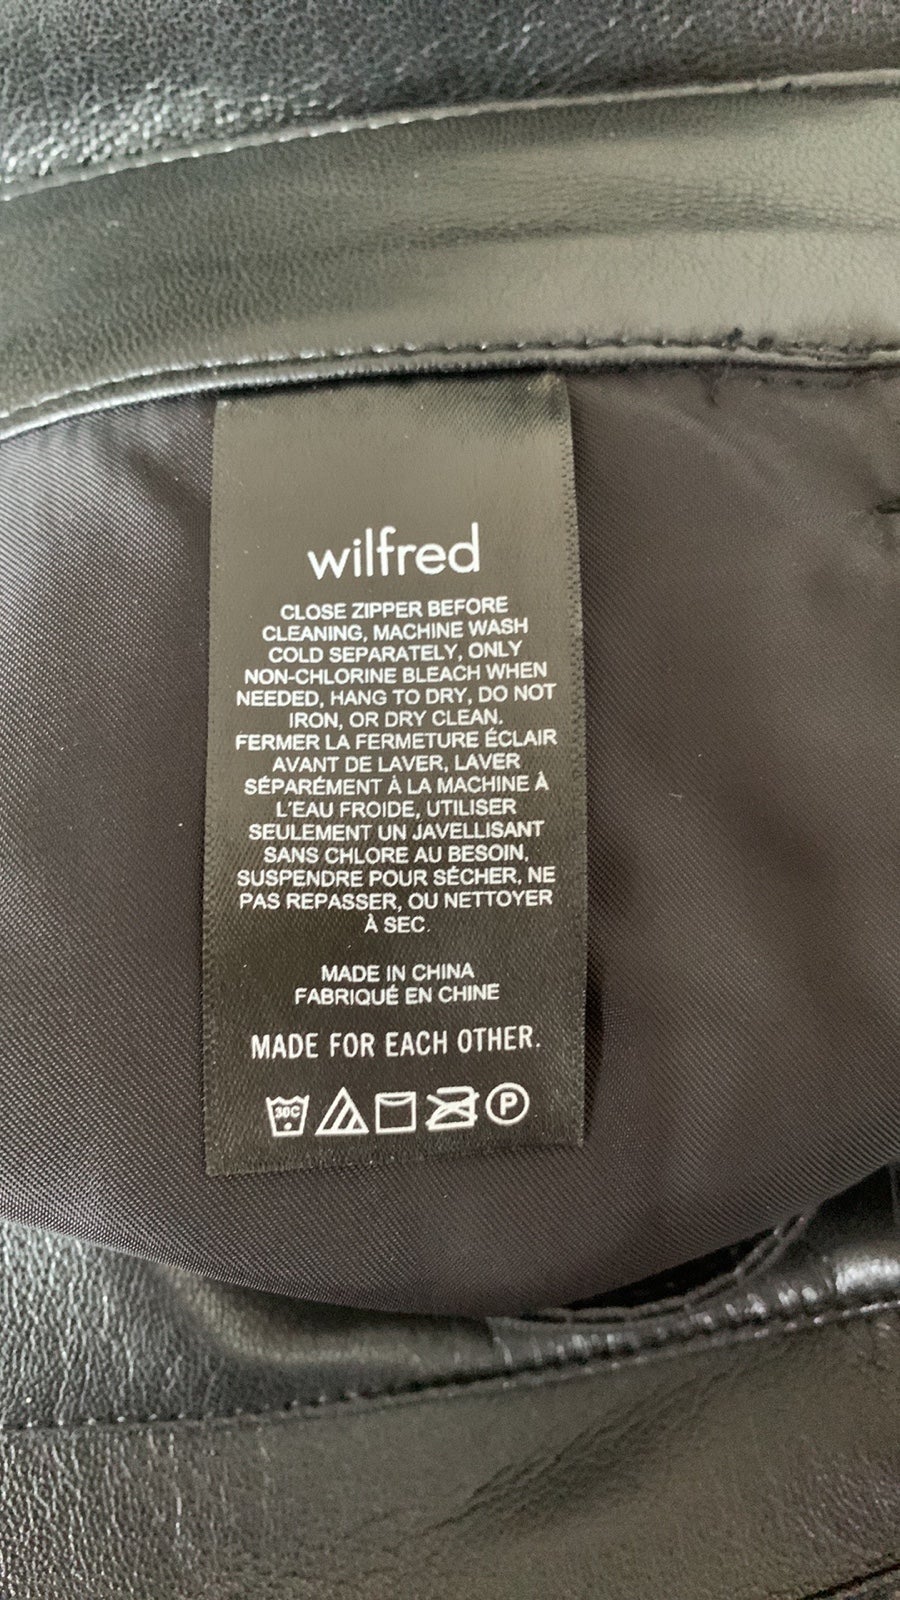 wilfred
CLOSE ZIPPER BEFORE
CLEANING, MACHINE WASH
COLD SEPARATELY, ONLY
NON-CHLORINE BLEACH WHEN
NEEDED, HANG TO DRY, DO NOT
IRON, OR DRY CLEAN.
FERMER LA FERMETURE ÉCLAIR
AVANT DE LAVER, LAVER
SÉPARÉMENT À LA MACHINE À
L'EAU FROIDE, UTILISER
SEULEMENT UN JAVELLISANT
SANS CHLORE AU BESOIN,
SUSPENDRE POUR SÉCHER, NE
PAS REPASSER, OU NETTOYER
À SEC.
MADE IN CHINA
FABRIQUÉ EN CHINE
MADE FOR EACH OTHER.
30C P